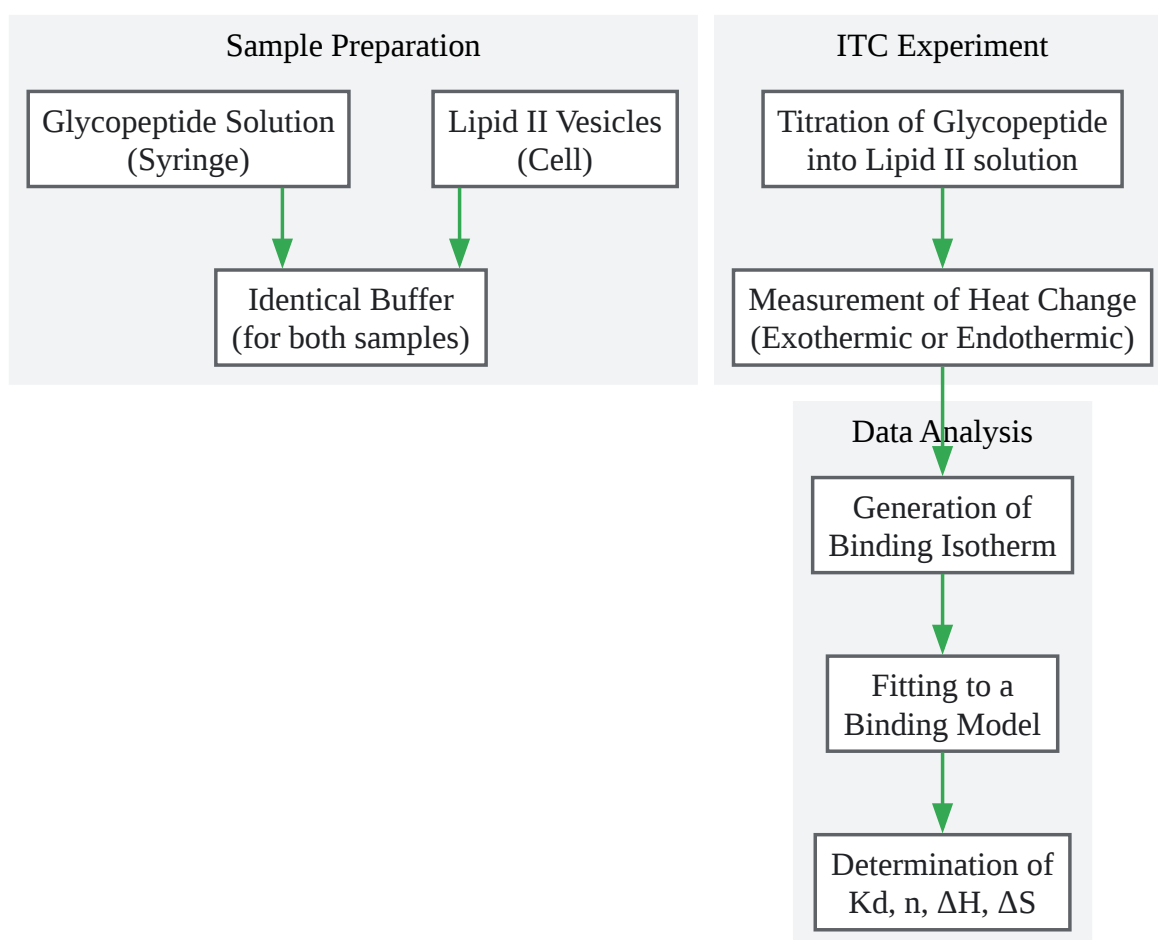 Sample Preparation
Glycopeptide Solution
(Syringe)
Lipid II Vesicles
(Cell)
Identical Buffer
(for both samples)
ITC Experiment
Titration of Glycopeptide
into Lipid II solution
Measurement of Heat Change
(Exothermic or Endothermic)
Data Analysis
Generation of
Binding Isotherm
Fitting to a
Binding Model
Determination of
Kd, n, ΔH, ΔS